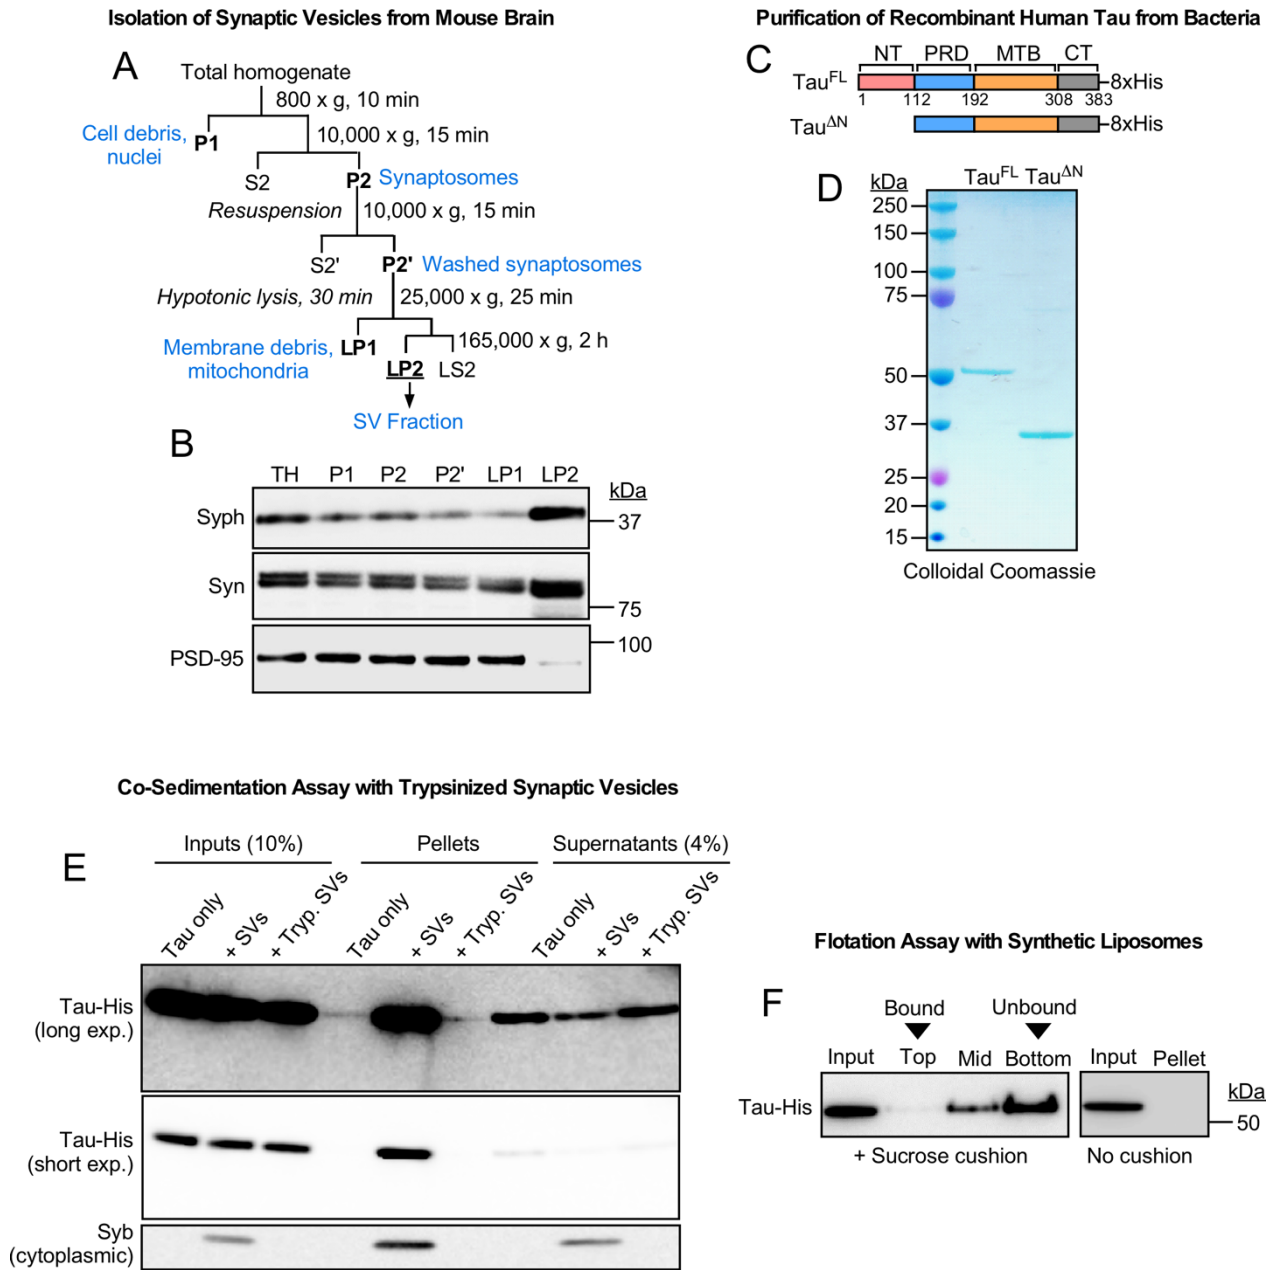 Isolation of Synaptic Vesicles from Mouse Brain
A
Total homogenate
800 x g, 10 min
Cell debris,
nuclei
P1
10,000 x g, 15 min
S2
P2
Synaptosomes
Resuspension
10,000 x g, 15 min
S2'
P2'
Washed synaptosomes
Hypotonic lysis, 30 min
25,000 x g, 25 min
Membrane debris,
mitochondria
LP1
165,000 x g, 2 h
LP2
LS2
SV Fraction
B
TH P1 P2 P2' LP1 LP2
kDa
Syph
37
Syn
75
PSD-95
100
Purification of Recombinant Human Tau from Bacteria
C
NT PRD MTB CT
TauFL
8xHis
1 112 192 308 383
TauΔN
8xHis
D
kDa
TauFL TauΔN
250
150
100
75
50
37
25
20
15
Colloidal Coomassie
Co-Sedimentation Assay with Trypsinized Synaptic Vesicles
E
Inputs (10%) Pellets Supernatants (4%)
Tau only + SVs + Tryp. SVs Tau only + SVs + Tryp. SVs Tau only + SVs + Tryp. SVs
Tau-His
(long exp.)
Tau-His
(short exp.)
Syb
(cytoplasmic)
Flotation Assay with Synthetic Liposomes
F
Bound Unbound
Input Top Mid Bottom Input Pellet
Tau-His
kDa
50
+ Sucrose cushion
No cushion